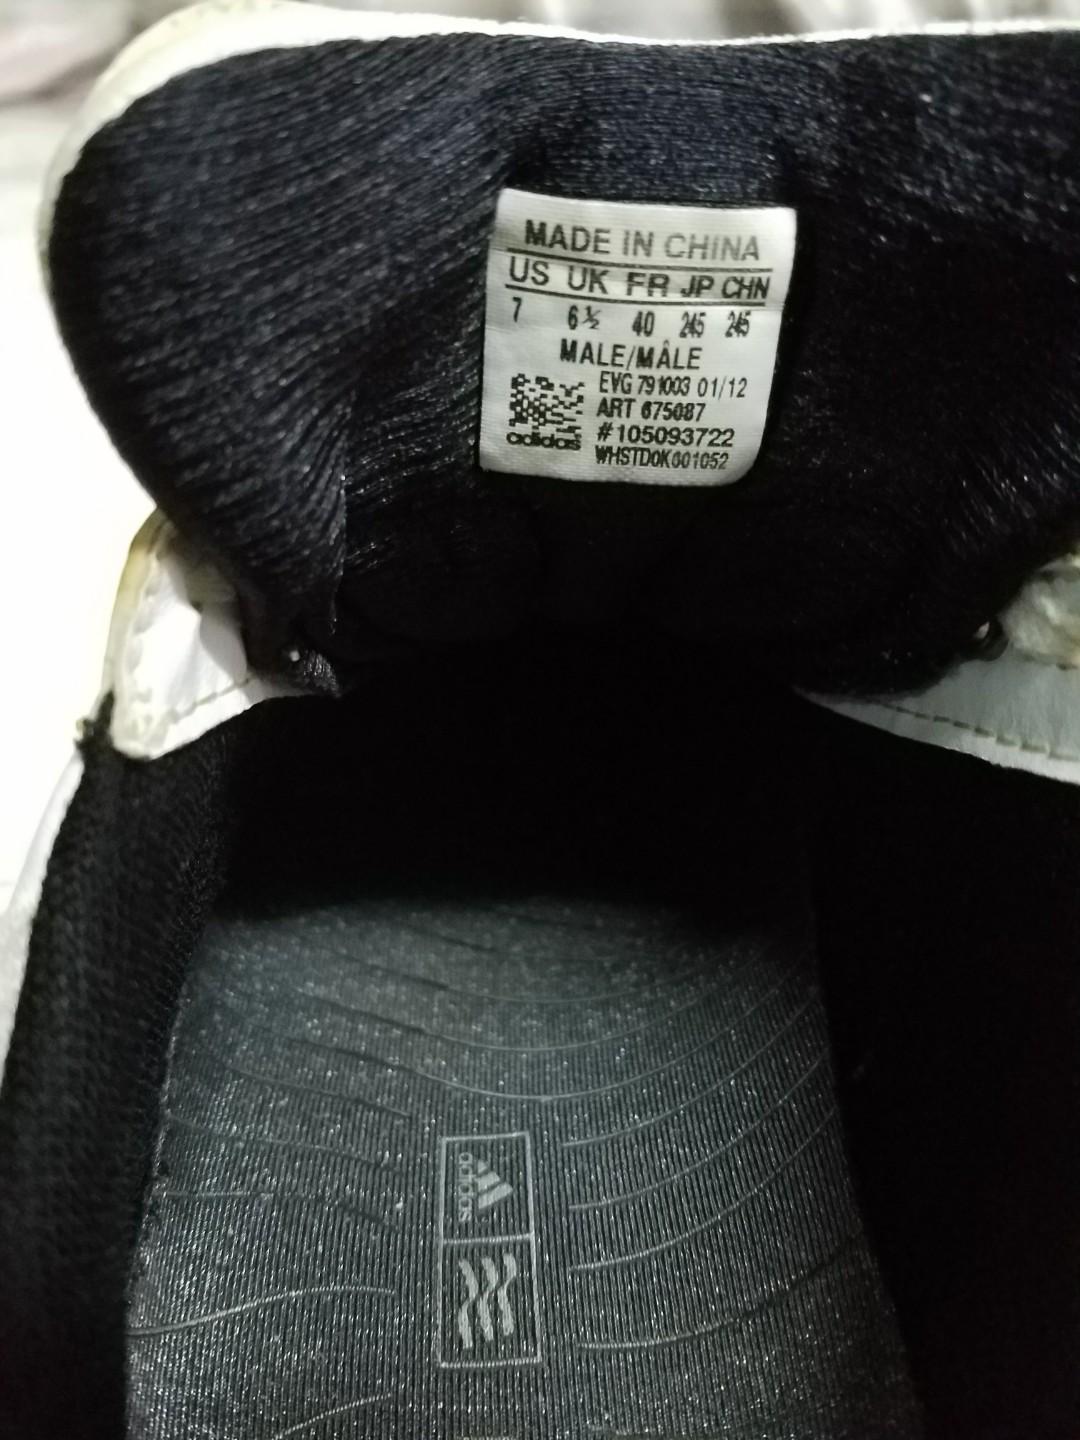 MADE IN CHINA
US UK FR JP CHN
7 6½ 40 245 245
MALE/MÂLE
EVG 791003 01/12
ART 675087
#105093722
WHSTD0K001052
adidas
adidas